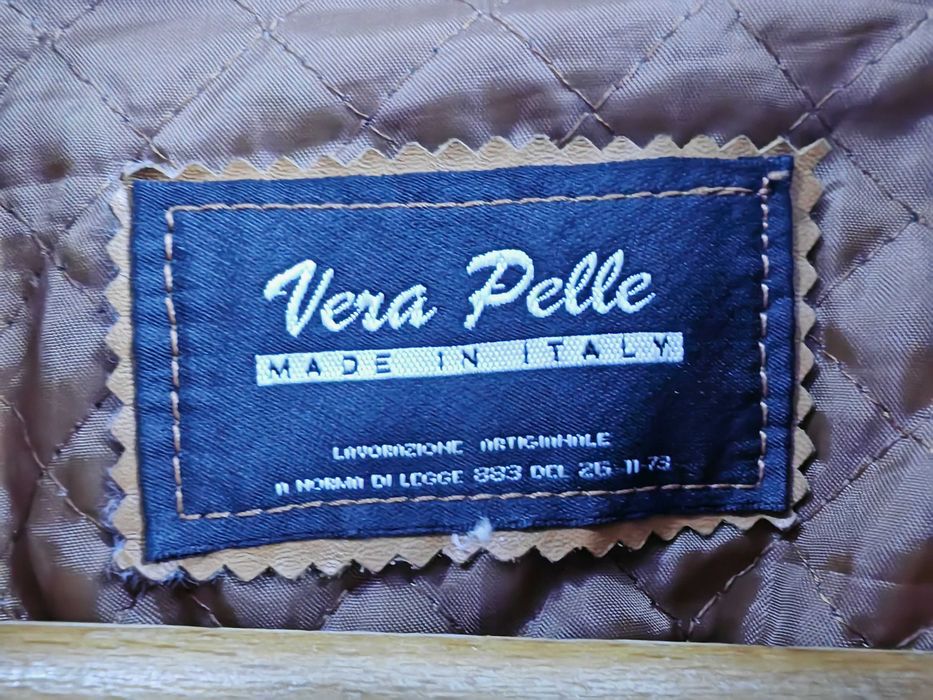 Vera Pelle
MADE IN ITALY
LAVORAZIONE ARTIGIANALE
A NORMA DI LEGGE 883 DEL 26-11-73